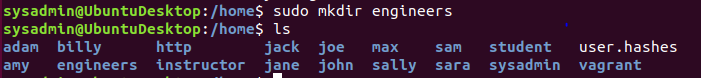 sysadmin@UbuntuDesktop:/home$ sudo mkdir engineers
sysadmin@UbuntuDesktop:/home$ ls
adam billy http jack joe max sam student user.hashes
amy engineers instructor jane john sally sara sysadmin vagrant